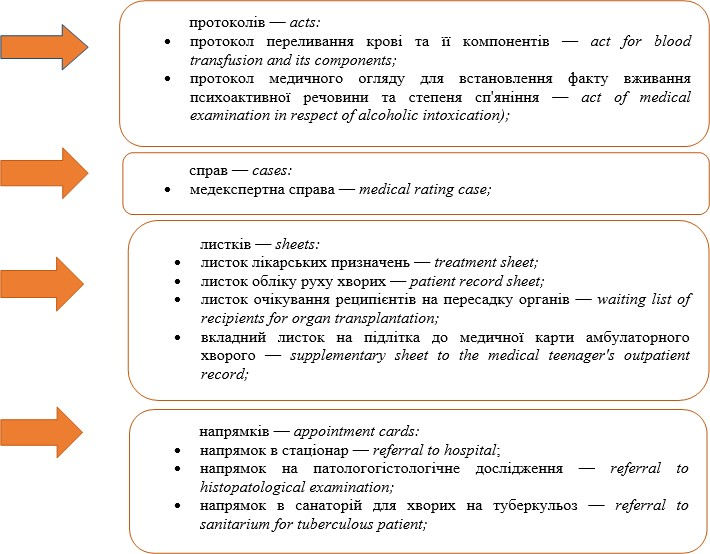 протоколів — acts:
• протокол переливання крові та її компонентів — act for blood
transfusion and its components;
• протокол медичного огляду для встановлення факту вживання
психоактивної речовини та степеня сп'яніння — act of medical
examination in respect of alcoholic intoxication);
справ — cases:
• медекспертна справа — medical rating case;
листків — sheets:
• листок лікарських призначень — treatment sheet;
• листок обліку руху хворих — patient record sheet;
• листок очікування реципієнтів на пересадку органів — waiting list of
recipients for organ transplantation;
• вкладний листок на підлітка до медичної карти амбулаторного
хворого — supplementary sheet to the medical teenager's outpatient
record;
напрямків — appointment cards:
• напрямок в стаціонар — referral to hospital;
• напрямок на патологогістологічне дослідження — referral to
histopatological examination;
• напрямок в санаторій для хворих на туберкульоз — referral to
sanitarium for tuberculous patient;